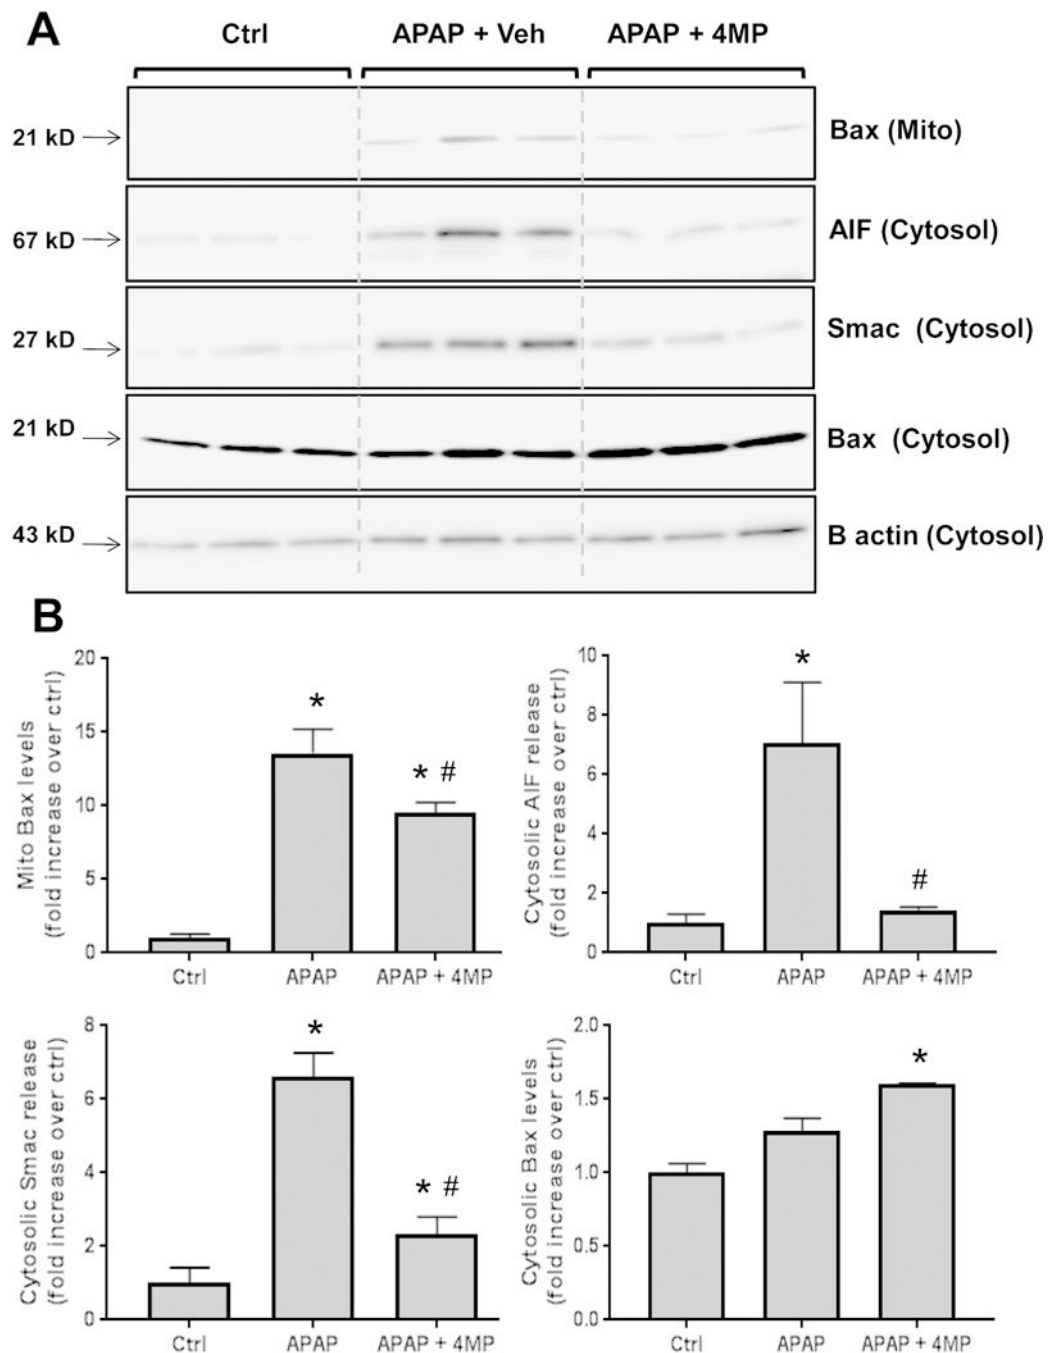 A
Ctrl
APAP + Veh
APAP + 4MP
21 kD
Bax (Mito)
67 kD
AIF (Cytosol)
27 kD
Smac (Cytosol)
21 kD
Bax (Cytosol)
43 kD
B actin (Cytosol)
B
Mito Bax levels
(fold increase over ctrl)
20
15
10
5
0
*
* #
Ctrl
APAP
APAP + 4MP
Cytosolic AIF release
(fold increase over ctrl)
10
8
6
4
2
0
*
#
Ctrl
APAP
APAP + 4MP
Cytosolic Smac release
(fold increase over ctrl)
8
6
4
2
0
*
* #
Ctrl
APAP
APAP + 4MP
Cytosolic Bax levels
(fold increase over ctrl)
2.0
1.5
1.0
0.5
0.0
*
Ctrl
APAP
APAP + 4MP